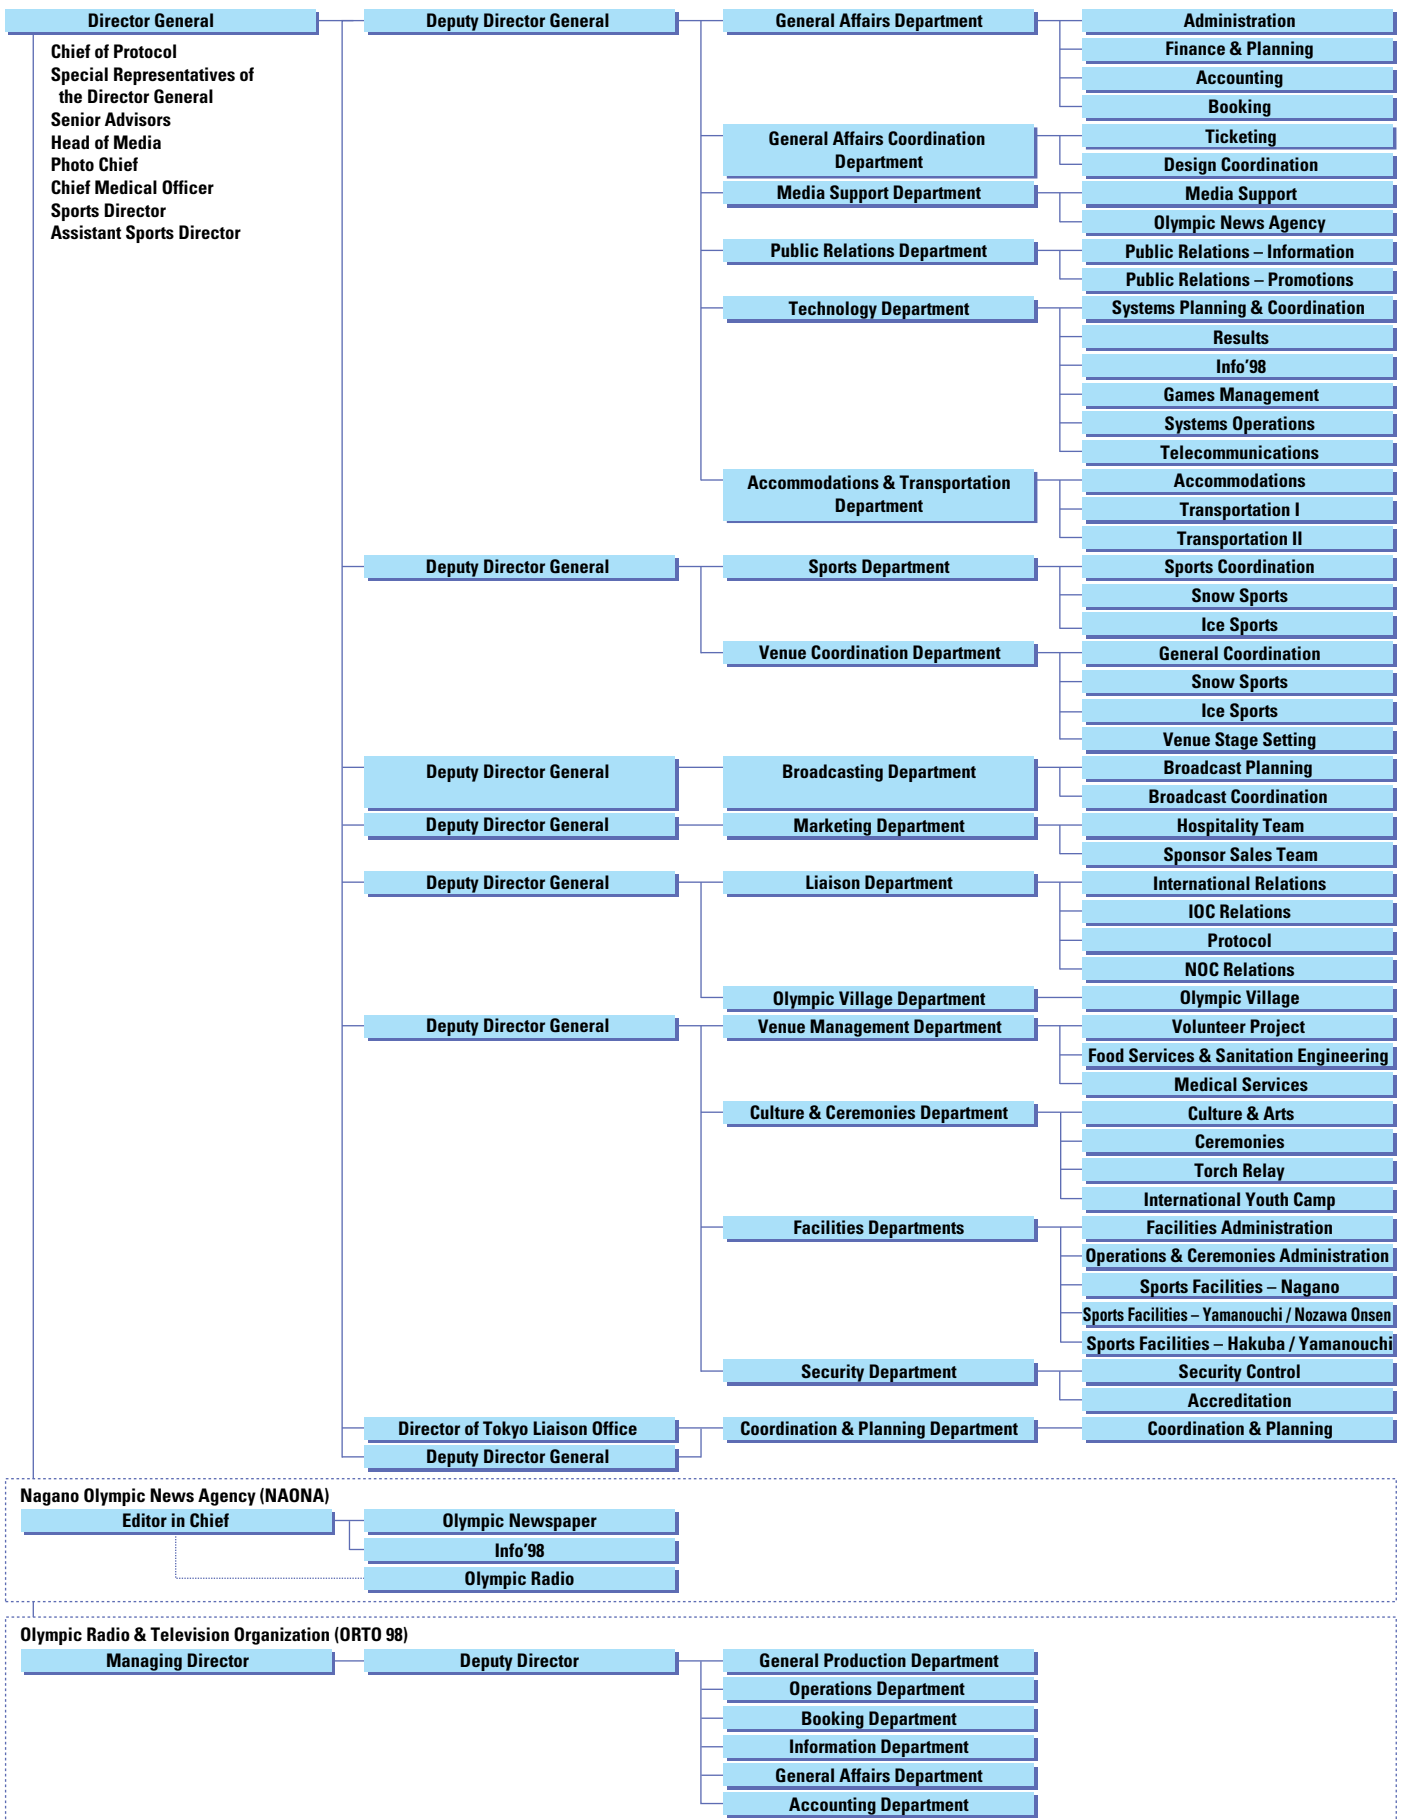 Director General
Deputy Director General
General Affairs Department
Administration
Chief of Protocol
Special Representatives of
the Director General
Senior Advisors
Head of Media
Photo Chief
Chief Medical Officer
Sports Director
Assistant Sports Director
Finance & Planning
Accounting
Booking
General Affairs Coordination
Department
Ticketing
Design Coordination
Media Support Department
Media Support
Olympic News Agency
Public Relations Department
Public Relations – Information
Public Relations – Promotions
Technology Department
Systems Planning & Coordination
Results
Info'98
Games Management
Systems Operations
Telecommunications
Accommodations & Transportation
Department
Accommodations
Transportation I
Transportation II
Deputy Director General
Sports Department
Sports Coordination
Snow Sports
Ice Sports
Venue Coordination Department
General Coordination
Snow Sports
Ice Sports
Venue Stage Setting
Deputy Director General
Broadcasting Department
Broadcast Planning
Broadcast Coordination
Deputy Director General
Marketing Department
Hospitality Team
Sponsor Sales Team
Deputy Director General
Liaison Department
International Relations
IOC Relations
Protocol
NOC Relations
Olympic Village Department
Olympic Village
Deputy Director General
Venue Management Department
Volunteer Project
Food Services & Sanitation Engineering
Medical Services
Culture & Ceremonies Department
Culture & Arts
Ceremonies
Torch Relay
International Youth Camp
Facilities Departments
Facilities Administration
Operations & Ceremonies Administration
Sports Facilities – Nagano
Sports Facilities – Yamanouchi / Nozawa Onsen
Sports Facilities – Hakuba / Yamanouchi
Security Department
Security Control
Accreditation
Director of Tokyo Liaison Office
Coordination & Planning Department
Coordination & Planning
Deputy Director General
Nagano Olympic News Agency (NAONA)
Editor in Chief
Olympic Newspaper
Info'98
Olympic Radio
Olympic Radio & Television Organization (ORTO 98)
Managing Director
Deputy Director
General Production Department
Operations Department
Booking Department
Information Department
General Affairs Department
Accounting Department